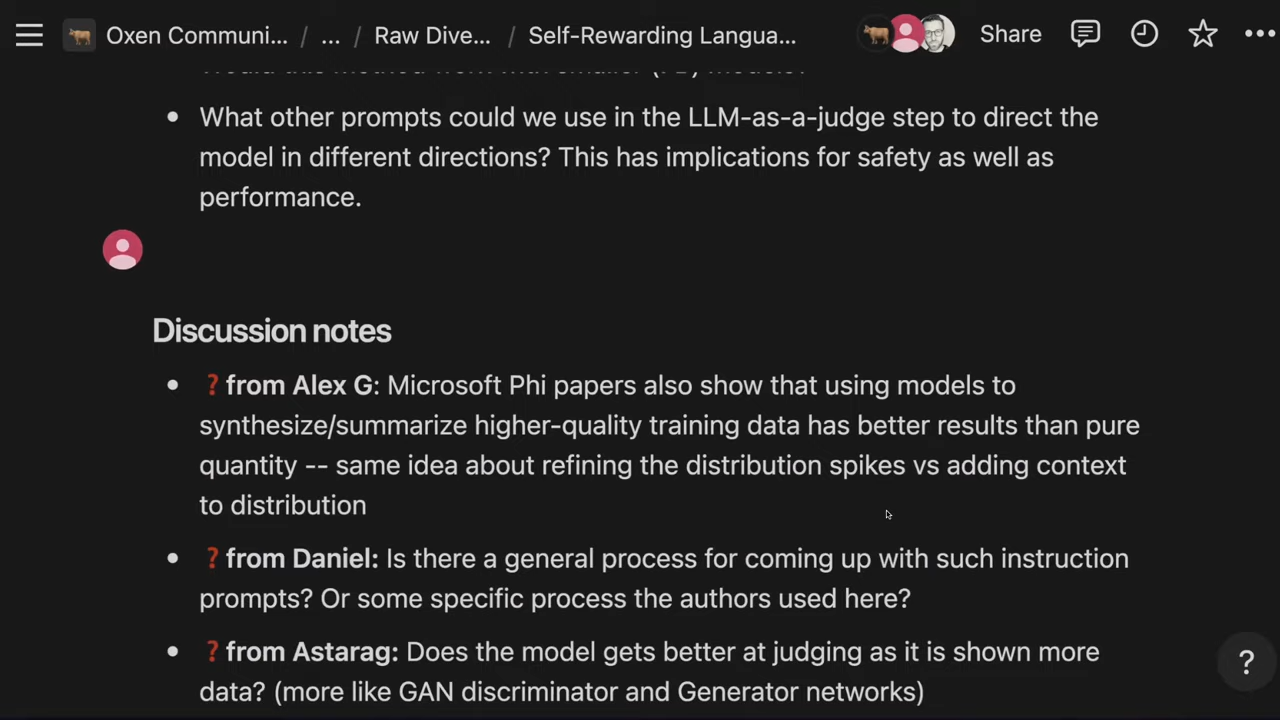 Oxen Communi... / ... / Raw Dive... / Self-Rewarding Langua... Share
What other prompts could we use in the LLM-as-a-judge step to direct the
model in different directions? This has implications for safety as well as
performance.
Discussion notes
❓from Alex G: Microsoft Phi papers also show that using models to
synthesize/summarize higher-quality training data has better results than pure
quantity -- same idea about refining the distribution spikes vs adding context
to distribution
❓from Daniel: Is there a general process for coming up with such instruction
prompts? Or some specific process the authors used here?
❓from Astarag: Does the model gets better at judging as it is shown more
data? (more like GAN discriminator and Generator networks)
?